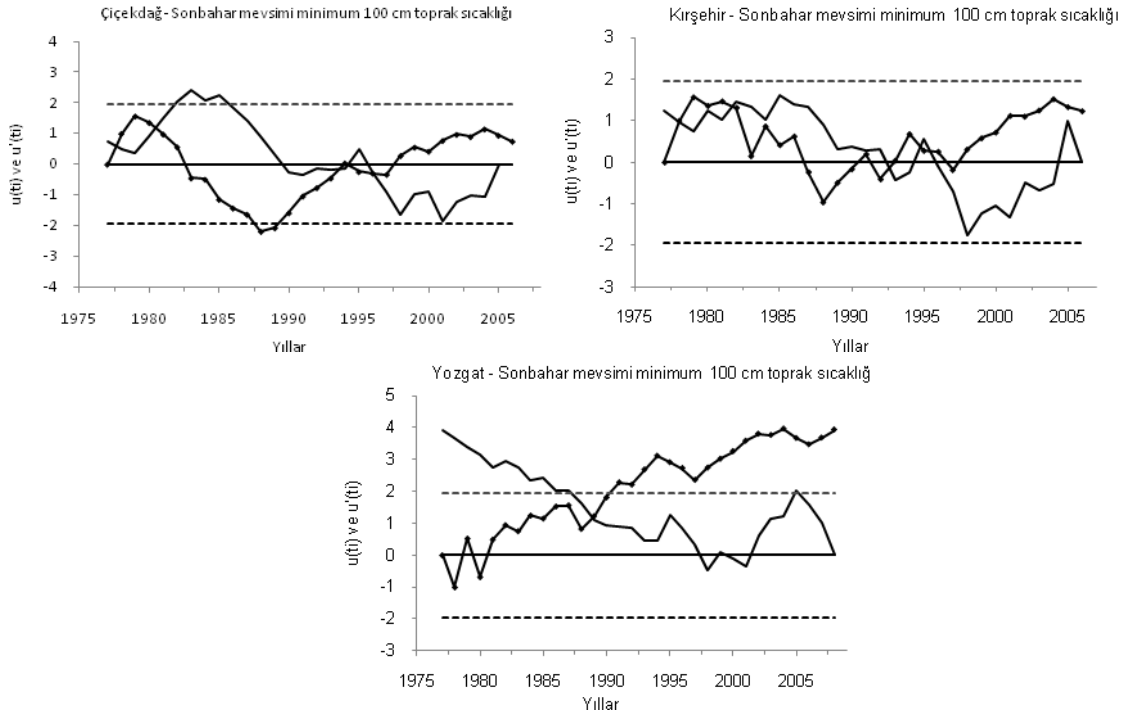 Çiçekdağ- Sonbahar mevsimi minimum 100 cm toprak sıcaklığı
4
3
2
1
0
-1
-2
-3
-4
u(ti) ve u'(ti)
1975 1980 1985 1990 1995 2000 2005
Yıllar
Kırşehir - Sonbahar mevsimi minimum 100 cm toprak sıcaklığı
3
2
1
0
-1
-2
-3
u(ti) ve u'(ti)
1975 1980 1985 1990 1995 2000 2005
Yıllar
Yozgat - Sonbahar mevsimi minimum 100 cm toprak sıcaklığ
5
4
3
2
1
0
-1
-2
-3
u(ti) ve u'(ti)
1975 1980 1985 1990 1995 2000 2005
Yıllar